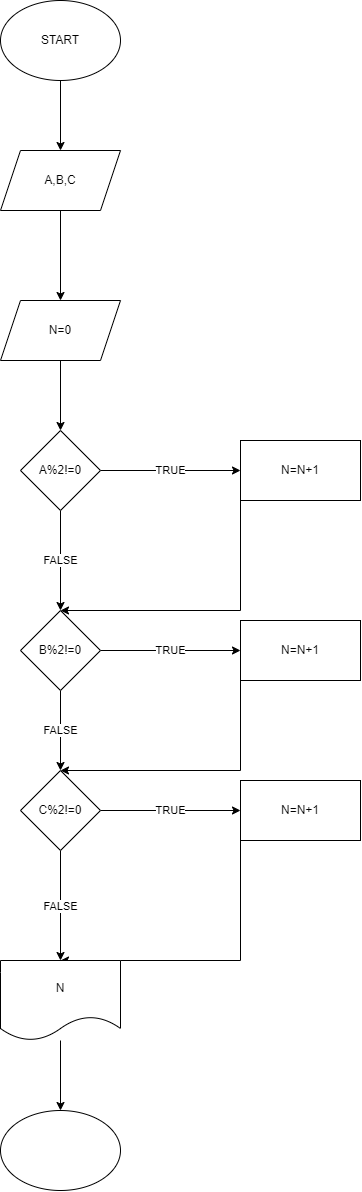 START
A,B,C
N=0
A%2!=0
TRUE
N=N+1
FALSE
B%2!=0
TRUE
N=N+1
FALSE
C%2!=0
TRUE
N=N+1
FALSE
N